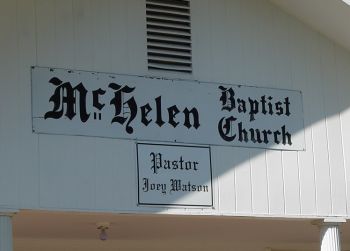 McHelen Baptist
Church
Pastor
Joey Watson